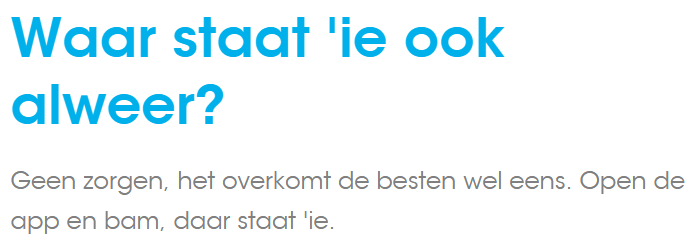 Waar staat 'ie ook
alweer?
Geen zorgen, het overkomt de besten wel eens. Open de
app en bam, daar staat 'ie.